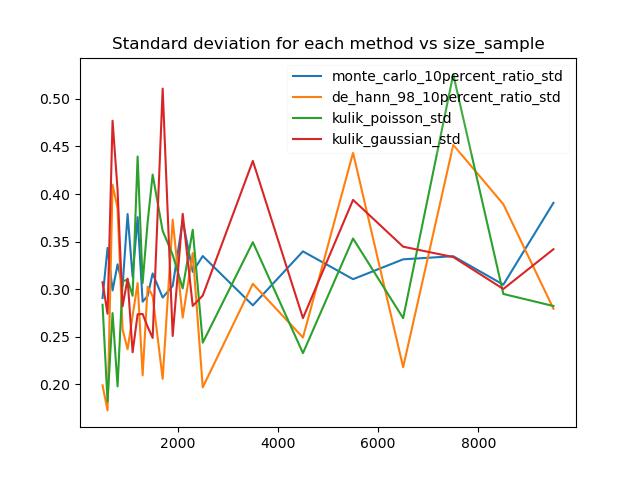 Standard deviation for each method vs size_sample
monte_carlo_10percent_ratio_std
de_hann_98_10percent_ratio_std
kulik_poisson_std
kulik_gaussian_std
0.50
0.45
0.40
0.35
0.30
0.25
0.20
2000 4000 6000 8000